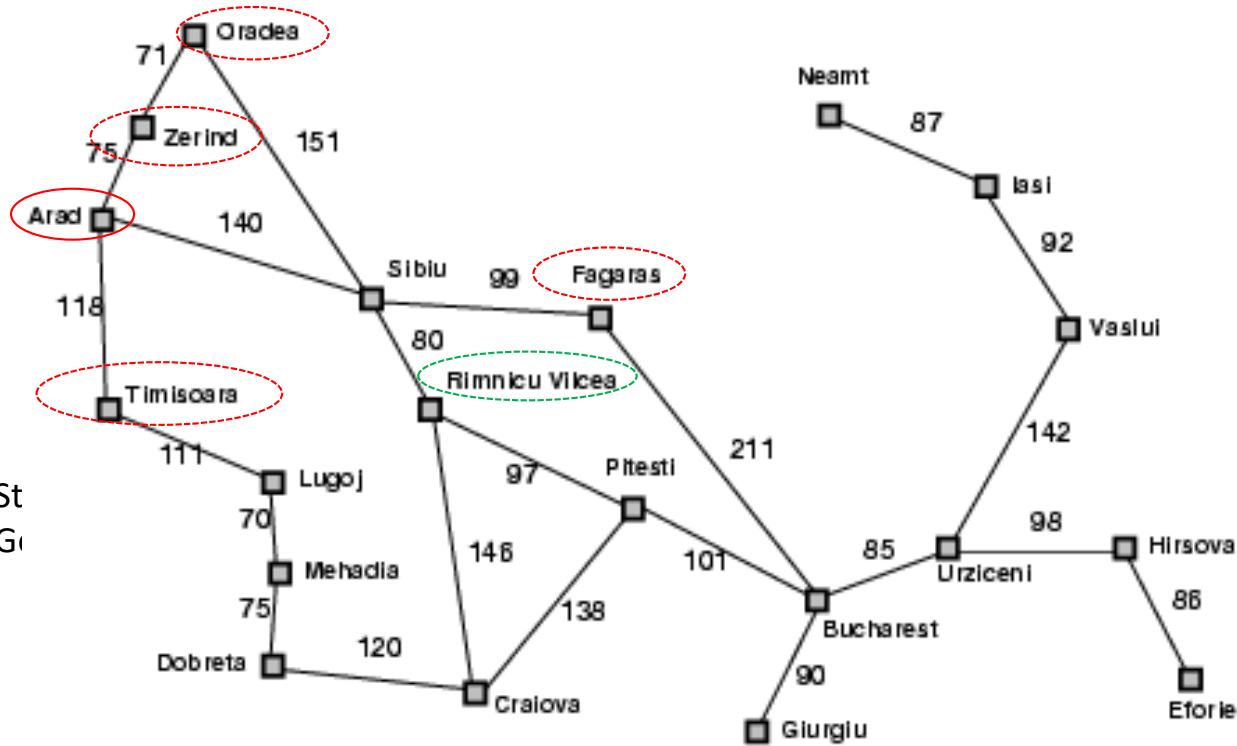 Oradea
71
Neamt
87
Zerind
151
75
Iasi
Arad
140
92
Sibiu
99
Fagaras
118
80
Vaslui
Rimnicu Vilcea
Timisoara
142
111
211
Pitesti
97
Lugoj
St
70
98
G
146
101
85
Hirsova
Mehadia
Urziceni
75
138
86
Bucharest
120
Dobreta
90
Craiova
Eforie
Giurgiu